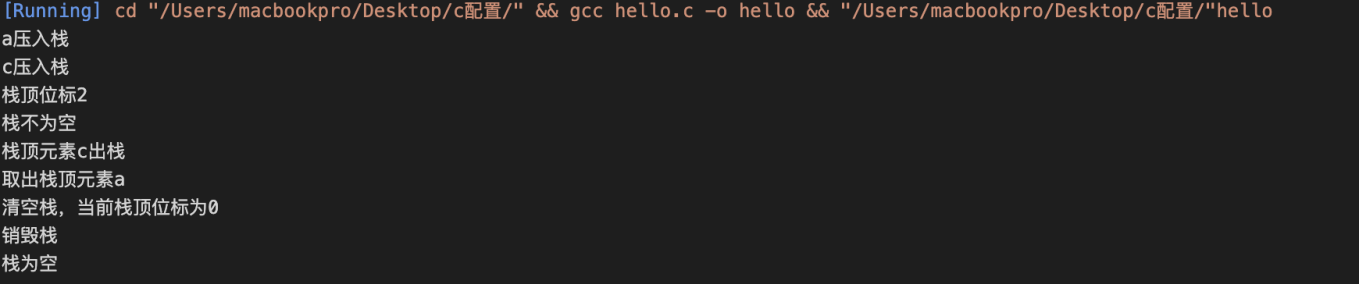 [Running] cd "/Users/macbookpro/Desktop/c配置/" && gcc hello.c -o hello && "/Users/macbookpro/Desktop/c配置/"hello
a压入栈
c压入栈
栈顶位标2
栈不为空
栈顶元素c出栈
取出栈顶元素a
清空栈，当前栈顶位标为0
销毁栈
栈为空